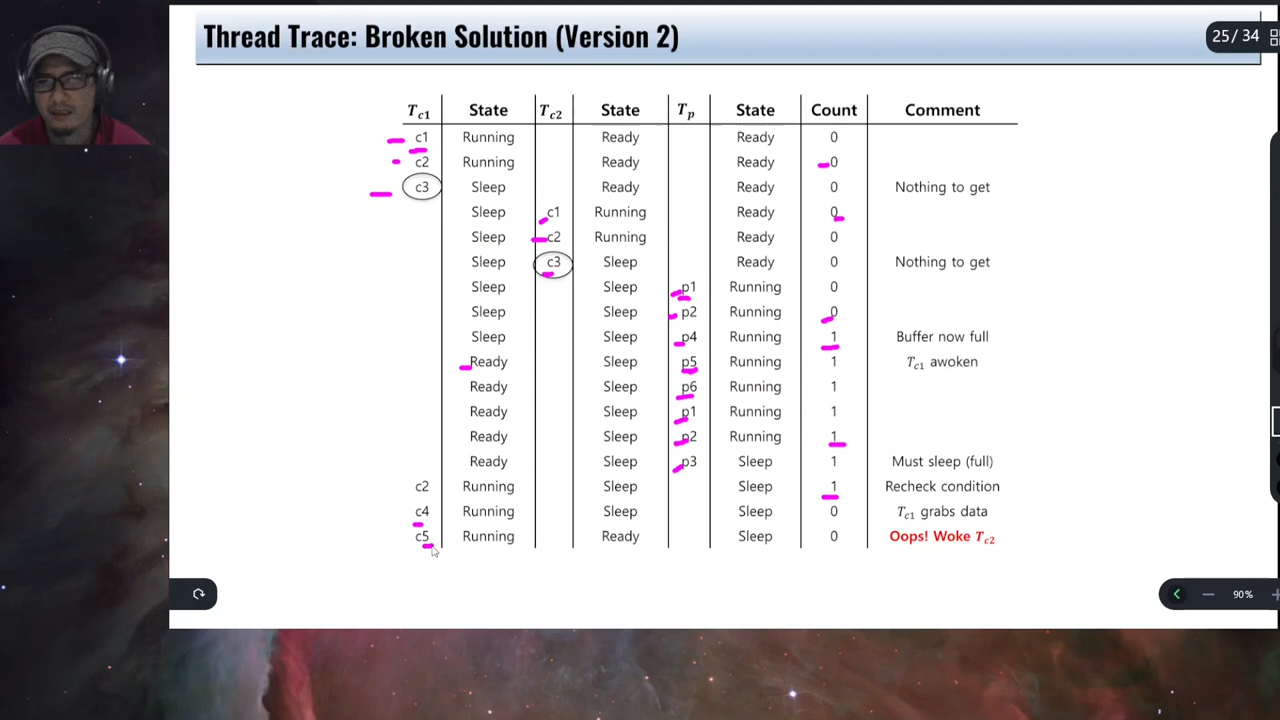 Thread Trace: Broken Solution (Version 2)
25 / 34
Tc1 State Tc2 State Tp State Count Comment
c1 Running Ready Ready 0
c2 Running Ready Ready 0
c3 Sleep Ready Ready 0 Nothing to get
Sleep c1 Running Ready 0
Sleep c2 Running Ready 0
Sleep c3 Sleep Ready 0 Nothing to get
Sleep Sleep p1 Running 0
Sleep Sleep p2 Running 0
Sleep Sleep p4 Running 1 Buffer now full
Ready Sleep p5 Running 1 Tc1 awoken
Ready Sleep p6 Running 1
Ready Sleep p1 Running 1
Ready Sleep p2 Running 1
Ready Sleep p3 Sleep 1 Must sleep (full)
c2 Running Sleep Sleep 1 Recheck condition
c4 Running Sleep Sleep 0 Tc1 grabs data
c5 Running Ready Sleep 0 Oops! Woke Tc2
90%